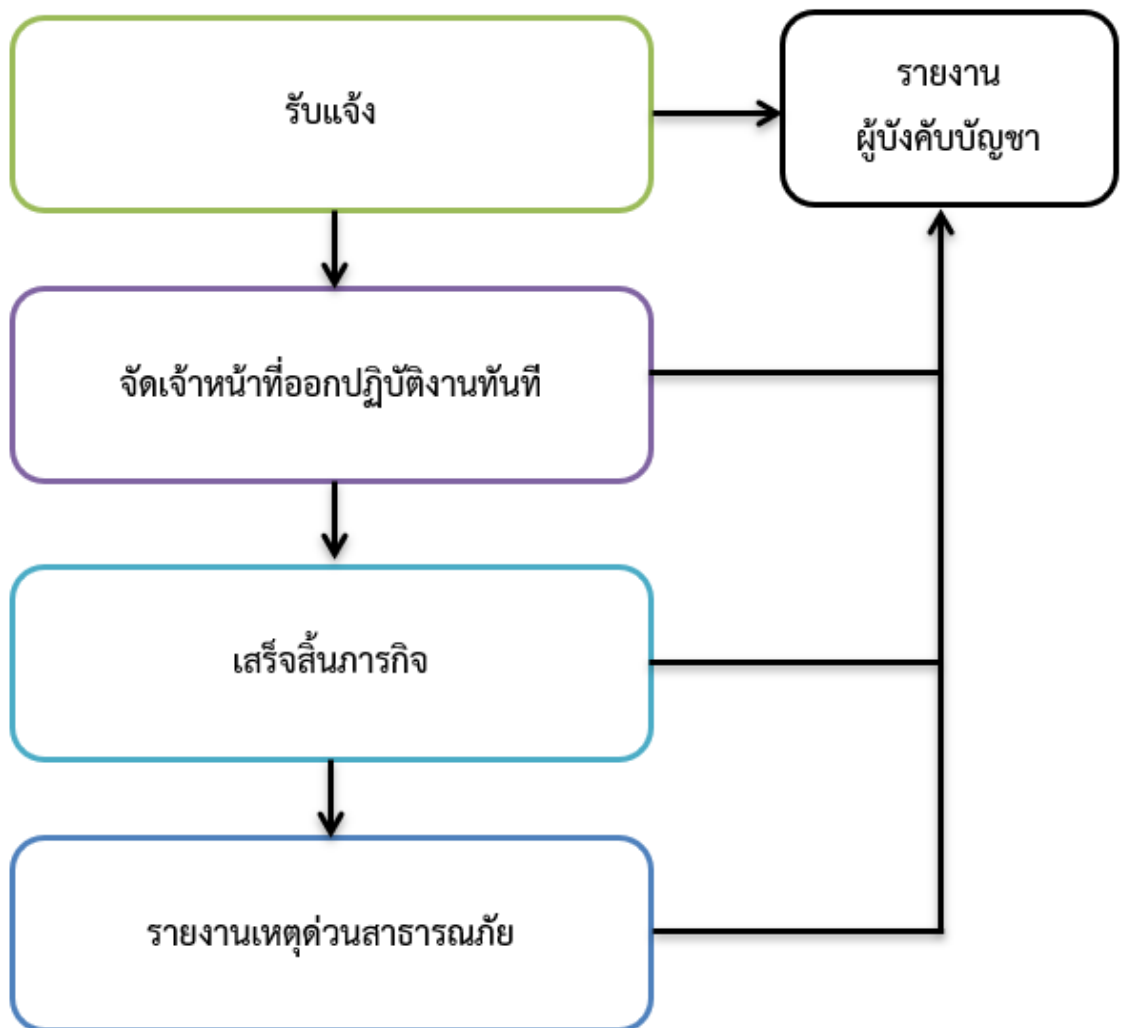 รับแจ้ง
รายงาน
ผู้บังคับบัญชา
จัดเจ้าหน้าที่ออกปฏิบัติงานทันที
เสร็จสิ้นภารกิจ
รายงานเหตุด่วนสาธารณภัย